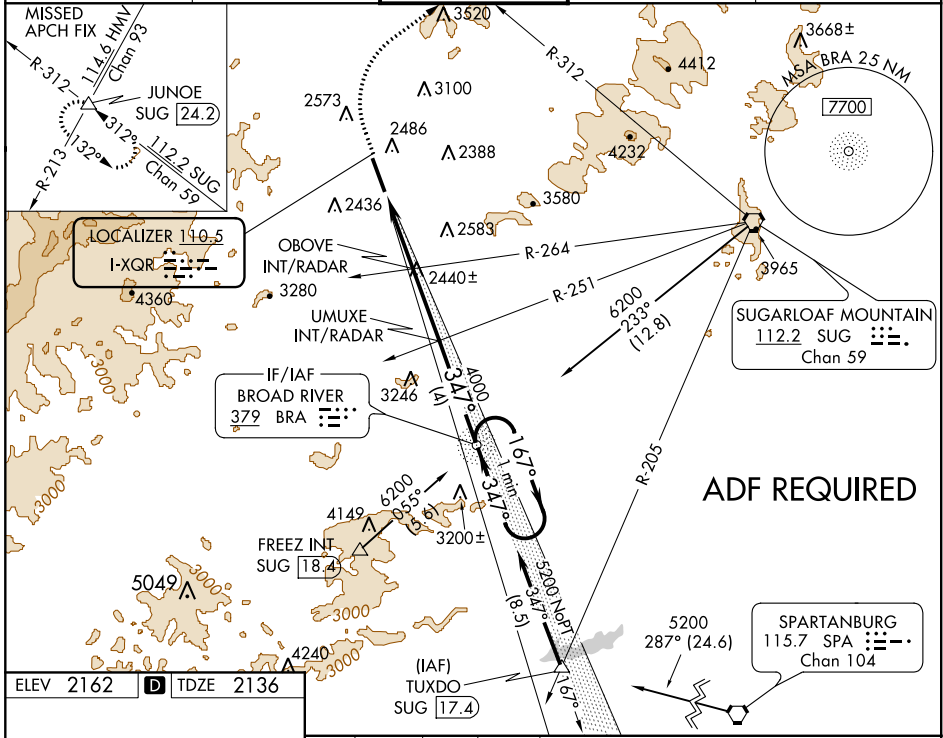 MISSED
APCH FIX
R-312
114.6 HMV
Chan 93
JUNOE
SUG 24.2
312°
132°
R-213
112.2 SUG
Chan 59
3520
R-312
4412
3668±
MSA BRA 25 NM
7700
3100
2573
2486
2388
4232
3580
2436
2583
LOCALIZER 110.5
I-XQR
OBOVE
INT/RADAR
2440±
R-264
3965
4360
3280
R-251
UMUXE
INT/RADAR
6200
233°
(12.8)
SUGARLOAF MOUNTAIN
112.2 SUG
Chan 59
3000
IF/IAF
BROAD RIVER
379 BRA
3246
347°
(4)
4000
167°
1 min
347°
R-205
ADF REQUIRED
3000
6200
055°
(5.6)
4149
3200±
FREEZ INT
SUG 18.4
5049
3000
3000
5200 NoPT
347°
(8.5)
5200
287° (24.6)
SPARTANBURG
115.7 SPA
Chan 104
4240
3000
(IAF)
TUXDO
SUG 17.4
167°
ELEV 2162 D TDZE 2136